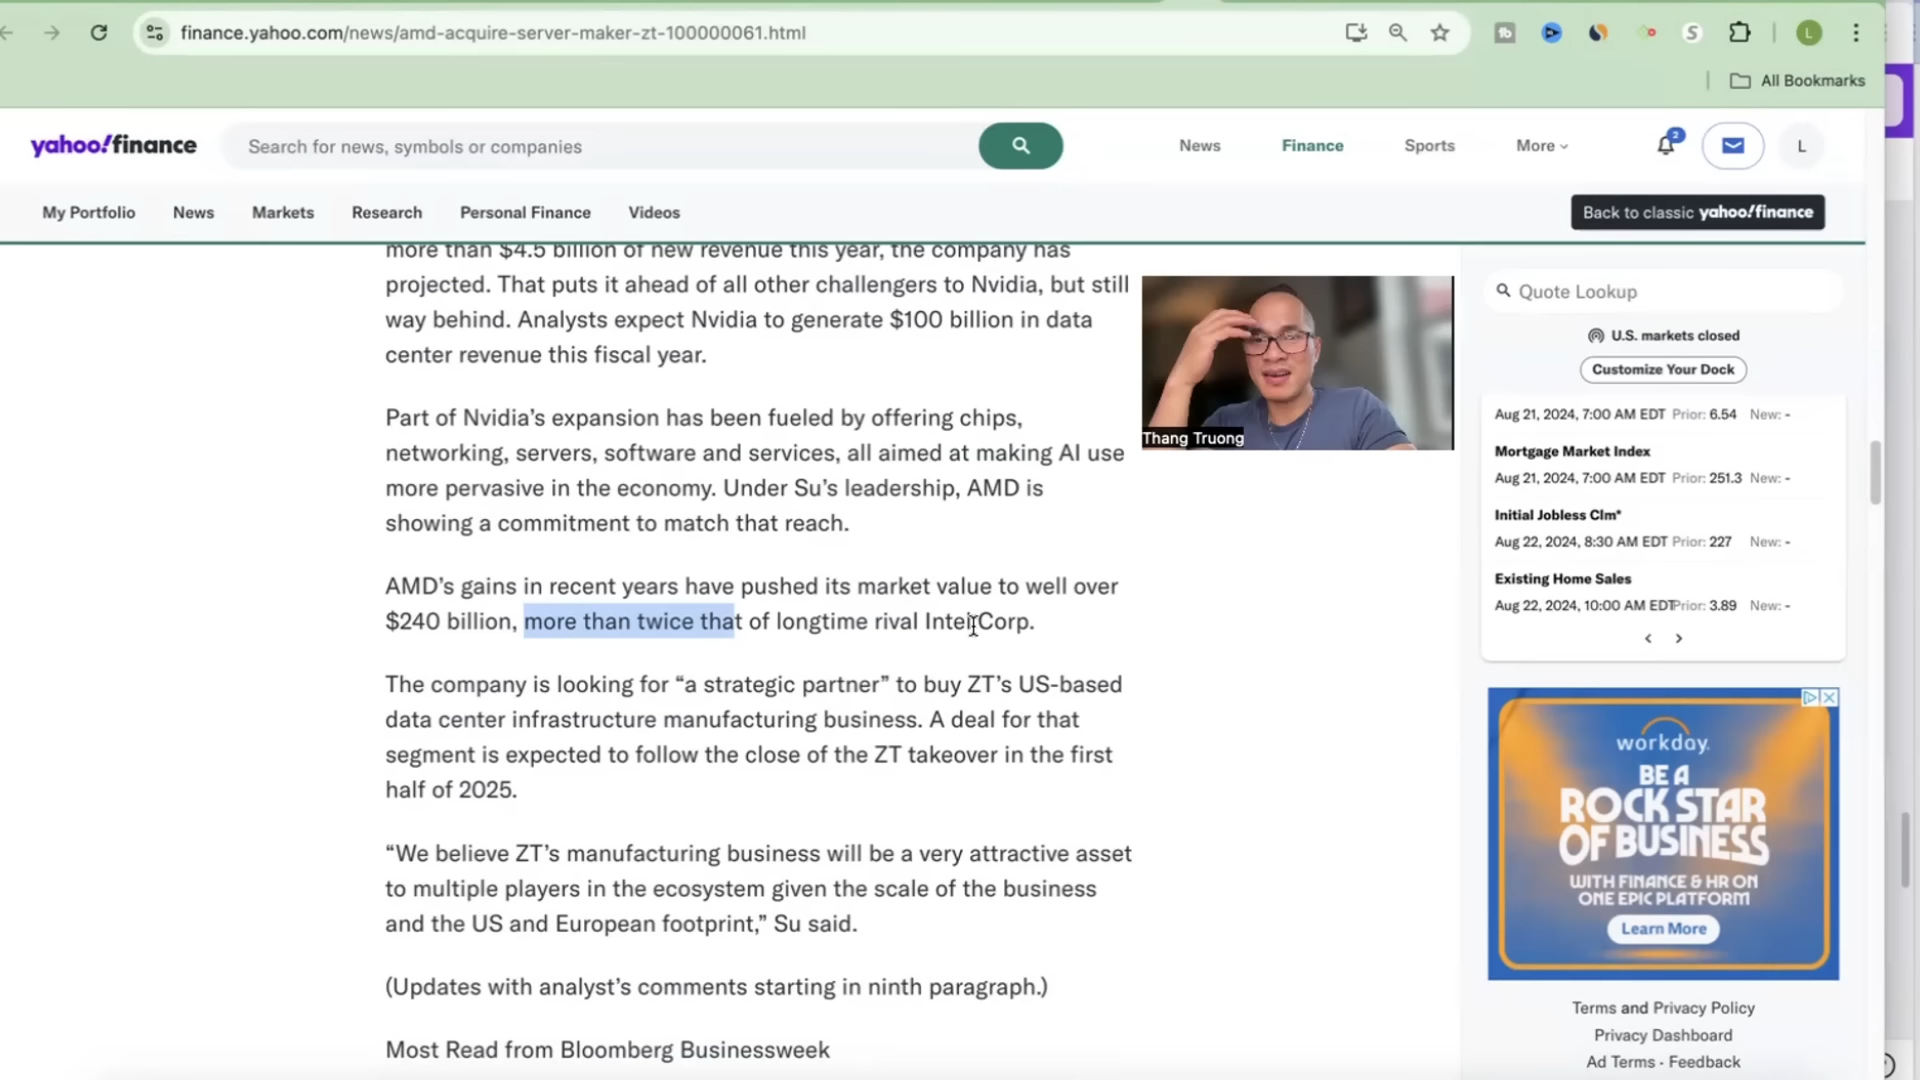 finance.yahoo.com/news/amd-acquire-server-maker-zt-100000061.html
tb
S
L
All Bookmarks
yahoo!finance
Search for news, symbols or companies
News
Finance
Sports
More
2
L
My Portfolio
News
Markets
Research
Personal Finance
Videos
Back to classic yahoo!finance
more than $4.5 billion of new revenue this year, the company has
projected. That puts it ahead of all other challengers to Nvidia, but still
way behind. Analysts expect Nvidia to generate $100 billion in data
center revenue this fiscal year.
Part of Nvidia’s expansion has been fueled by offering chips,
networking, servers, software and services, all aimed at making AI use
more pervasive in the economy. Under Su’s leadership, AMD is
showing a commitment to match that reach.
AMD’s gains in recent years have pushed its market value to well over
$240 billion, more than twice that of longtime rival Intel Corp.
The company is looking for “a strategic partner” to buy ZT’s US-based
data center infrastructure manufacturing business. A deal for that
segment is expected to follow the close of the ZT takeover in the first
half of 2025.
“We believe ZT’s manufacturing business will be a very attractive asset
to multiple players in the ecosystem given the scale of the business
and the US and European footprint,” Su said.
(Updates with analyst’s comments starting in ninth paragraph.)
Most Read from Bloomberg Businessweek
Thang Truong
Quote Lookup
U.S. markets closed
Customize Your Dock
Aug 21, 2024, 7:00 AM EDT Prior: 6.54 New: -
Mortgage Market Index
Aug 21, 2024, 7:00 AM EDT Prior: 251.3 New: -
Initial Jobless Clm*
Aug 22, 2024, 8:30 AM EDT Prior: 227 New: -
Existing Home Sales
Aug 22, 2024, 10:00 AM EDT Prior: 3.89 New: -
workday.
BE A
ROCK STAR
OF BUSINESS
WITH FINANCE & HR ON
ONE EPIC PLATFORM
Learn More
Terms and Privacy Policy
Privacy Dashboard
Ad Terms · Feedback